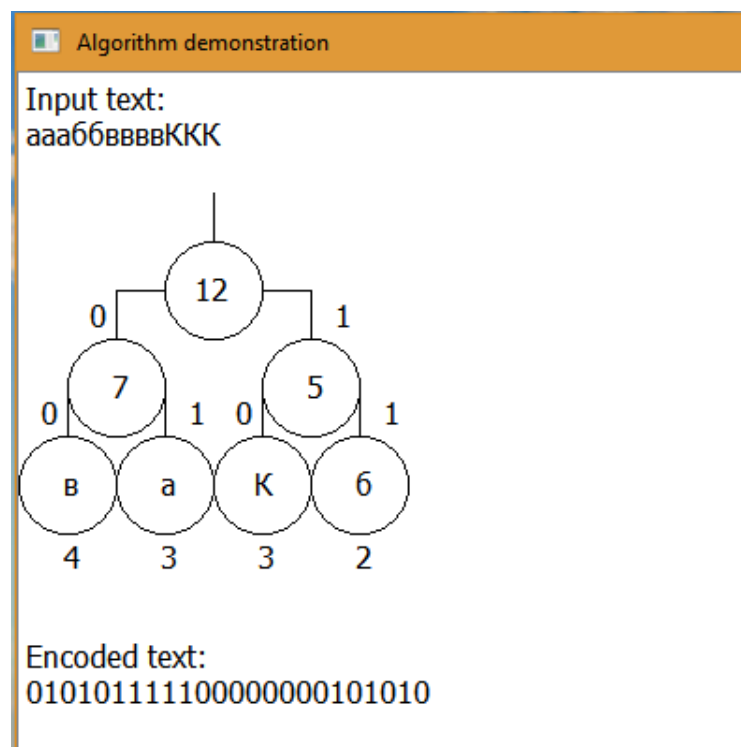 Algorithm demonstration
Input text:
аааббввввККК
12
0 1
7 5
0 1 0 1
в а К б
4 3 3 2
Encoded text:
010101111100000000101010